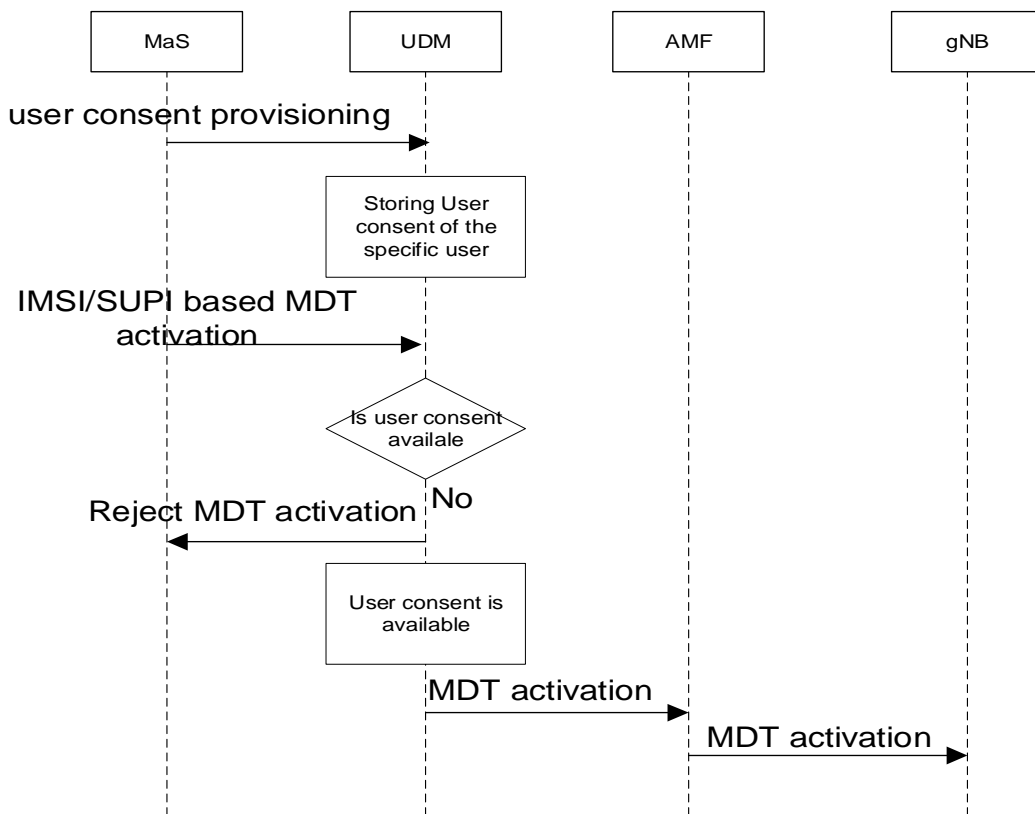 MaS
UDM
AMF
gNB
user consent provisioning
Storing User
consent of the
specific user
IMSI/SUPI based MDT
activation
Is user consent
availale
No
Reject MDT activation
User consent is
available
MDT activation
MDT activation